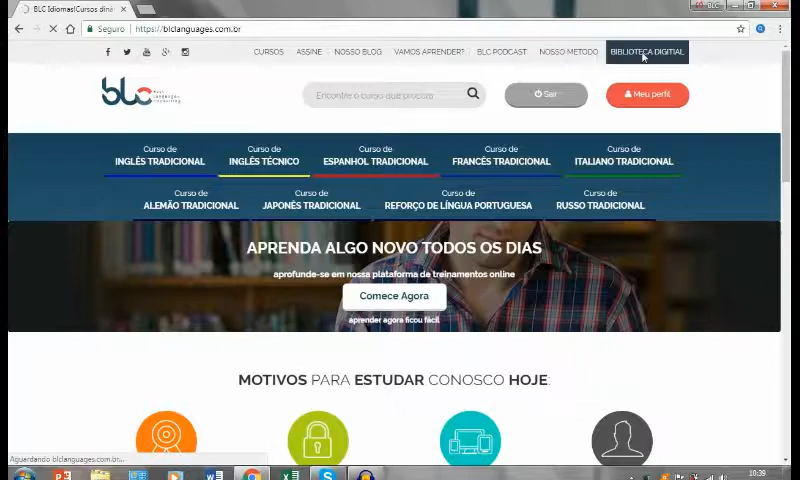 BLC Idiomas|Cursos dinâ
BLC
Seguro
https://blclanguages.com.br
CURSOS ASSINE NOSSO BLOG VAMOS APRENDER? BLC PODCAST NOSSO METODO BIBLIOTECA DIGITIAL
blc
Best
Languages
Consulting
Encontre o curso que procura
Sair
Meu perfil
Curso de
INGLÊS TRADICIONAL
Curso de
INGLÊS TÉCNICO
Curso de
ESPANHOL TRADICIONAL
Curso de
FRANCÊS TRADICIONAL
Curso de
ITALIANO TRADICIONAL
Curso de
ALEMÃO TRADICIONAL
Curso de
JAPONÊS TRADICIONAL
Curso de
REFORÇO DE LÍNGUA PORTUGUESA
Curso de
RUSSO TRADICIONAL
APRENDA ALGO NOVO TODOS OS DIAS
aprofunde-se em nossa plataforma de treinamentos online
Comece Agora
aprender agora ficou fácil
MOTIVOS PARA ESTUDAR CONOSCO HOJE:
Aguardando blclanguages.com.br...
10:39